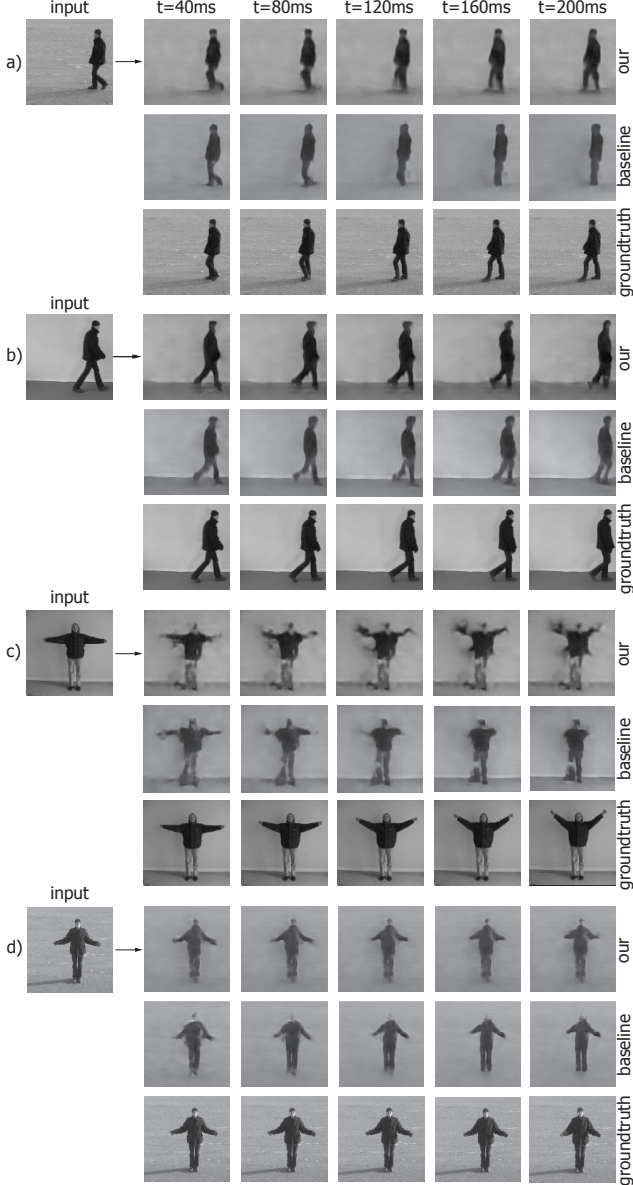 input t=40ms t=80ms t=120ms t=160ms t=200ms
a) our
baseline
groundtruth
input
b) our
baseline
groundtruth
input
c) our
baseline
groundtruth
input
d) our
baseline
groundtruth